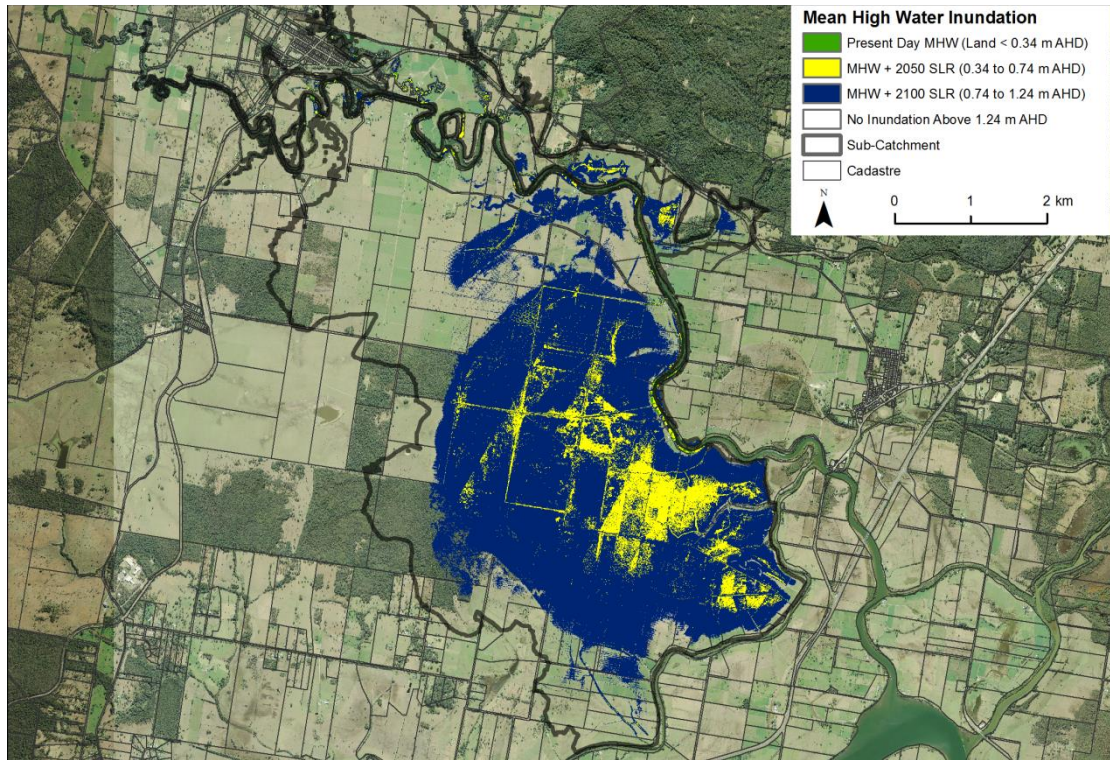 Mean High Water Inundation
Present Day MHW (Land < 0.34 m AHD)
MHW + 2050 SLR (0.34 to 0.74 m AHD)
MHW + 2100 SLR (0.74 to 1.24 m AHD)
No Inundation Above 1.24 m AHD
Sub-Catchment
Cadastre
N
0 1 2 km